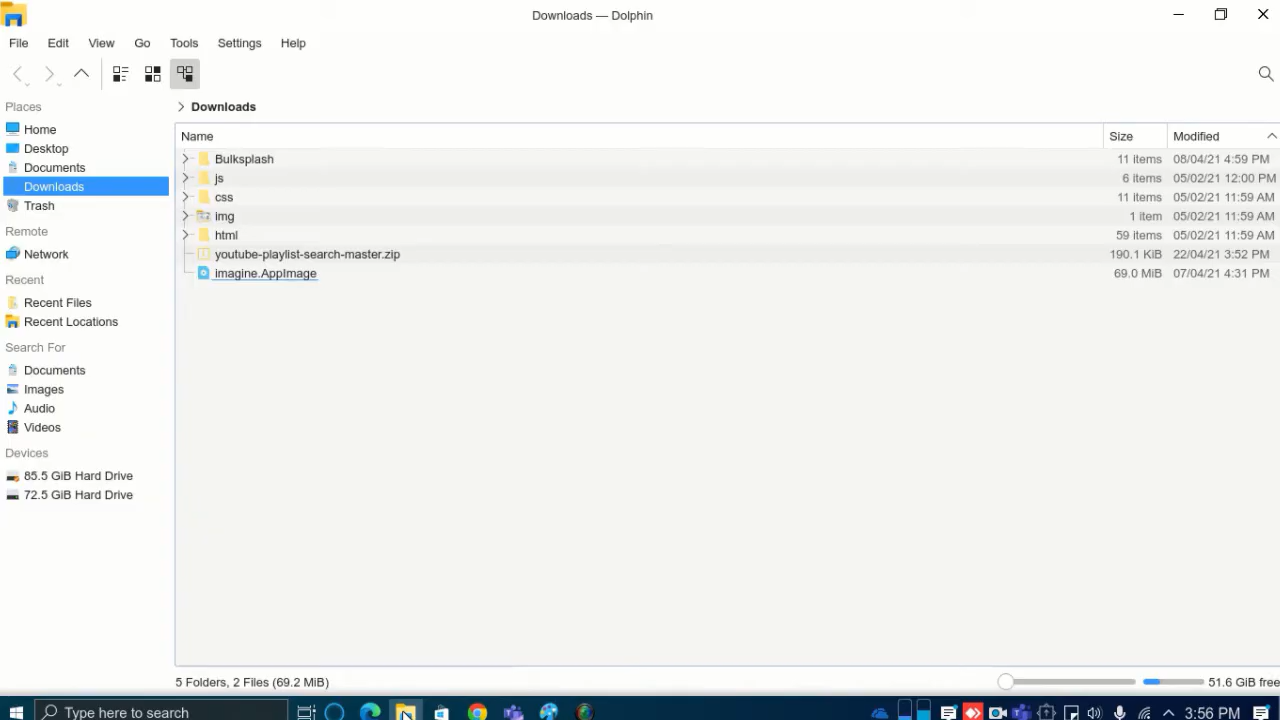 Downloads — Dolphin
File Edit View Go Tools Settings Help
Places
Home
Desktop
Documents
Downloads
Trash
Remote
Network
Recent
Recent Files
Recent Locations
Search For
Documents
Images
Audio
Videos
Devices
85.5 GiB Hard Drive
72.5 GiB Hard Drive
Downloads
Name Size Modified
Bulksplash 11 items 08/04/21 4:59 PM
js 6 items 05/02/21 12:00 PM
css 11 items 05/02/21 11:59 AM
img 1 item 05/02/21 11:59 AM
html 59 items 05/02/21 11:59 AM
youtube-playlist-search-master.zip 190.1 KiB 22/04/21 3:52 PM
imagine.AppImage 69.0 MiB 07/04/21 4:31 PM
5 Folders, 2 Files (69.2 MiB) 51.6 GiB free
Type here to search 3:56 PM